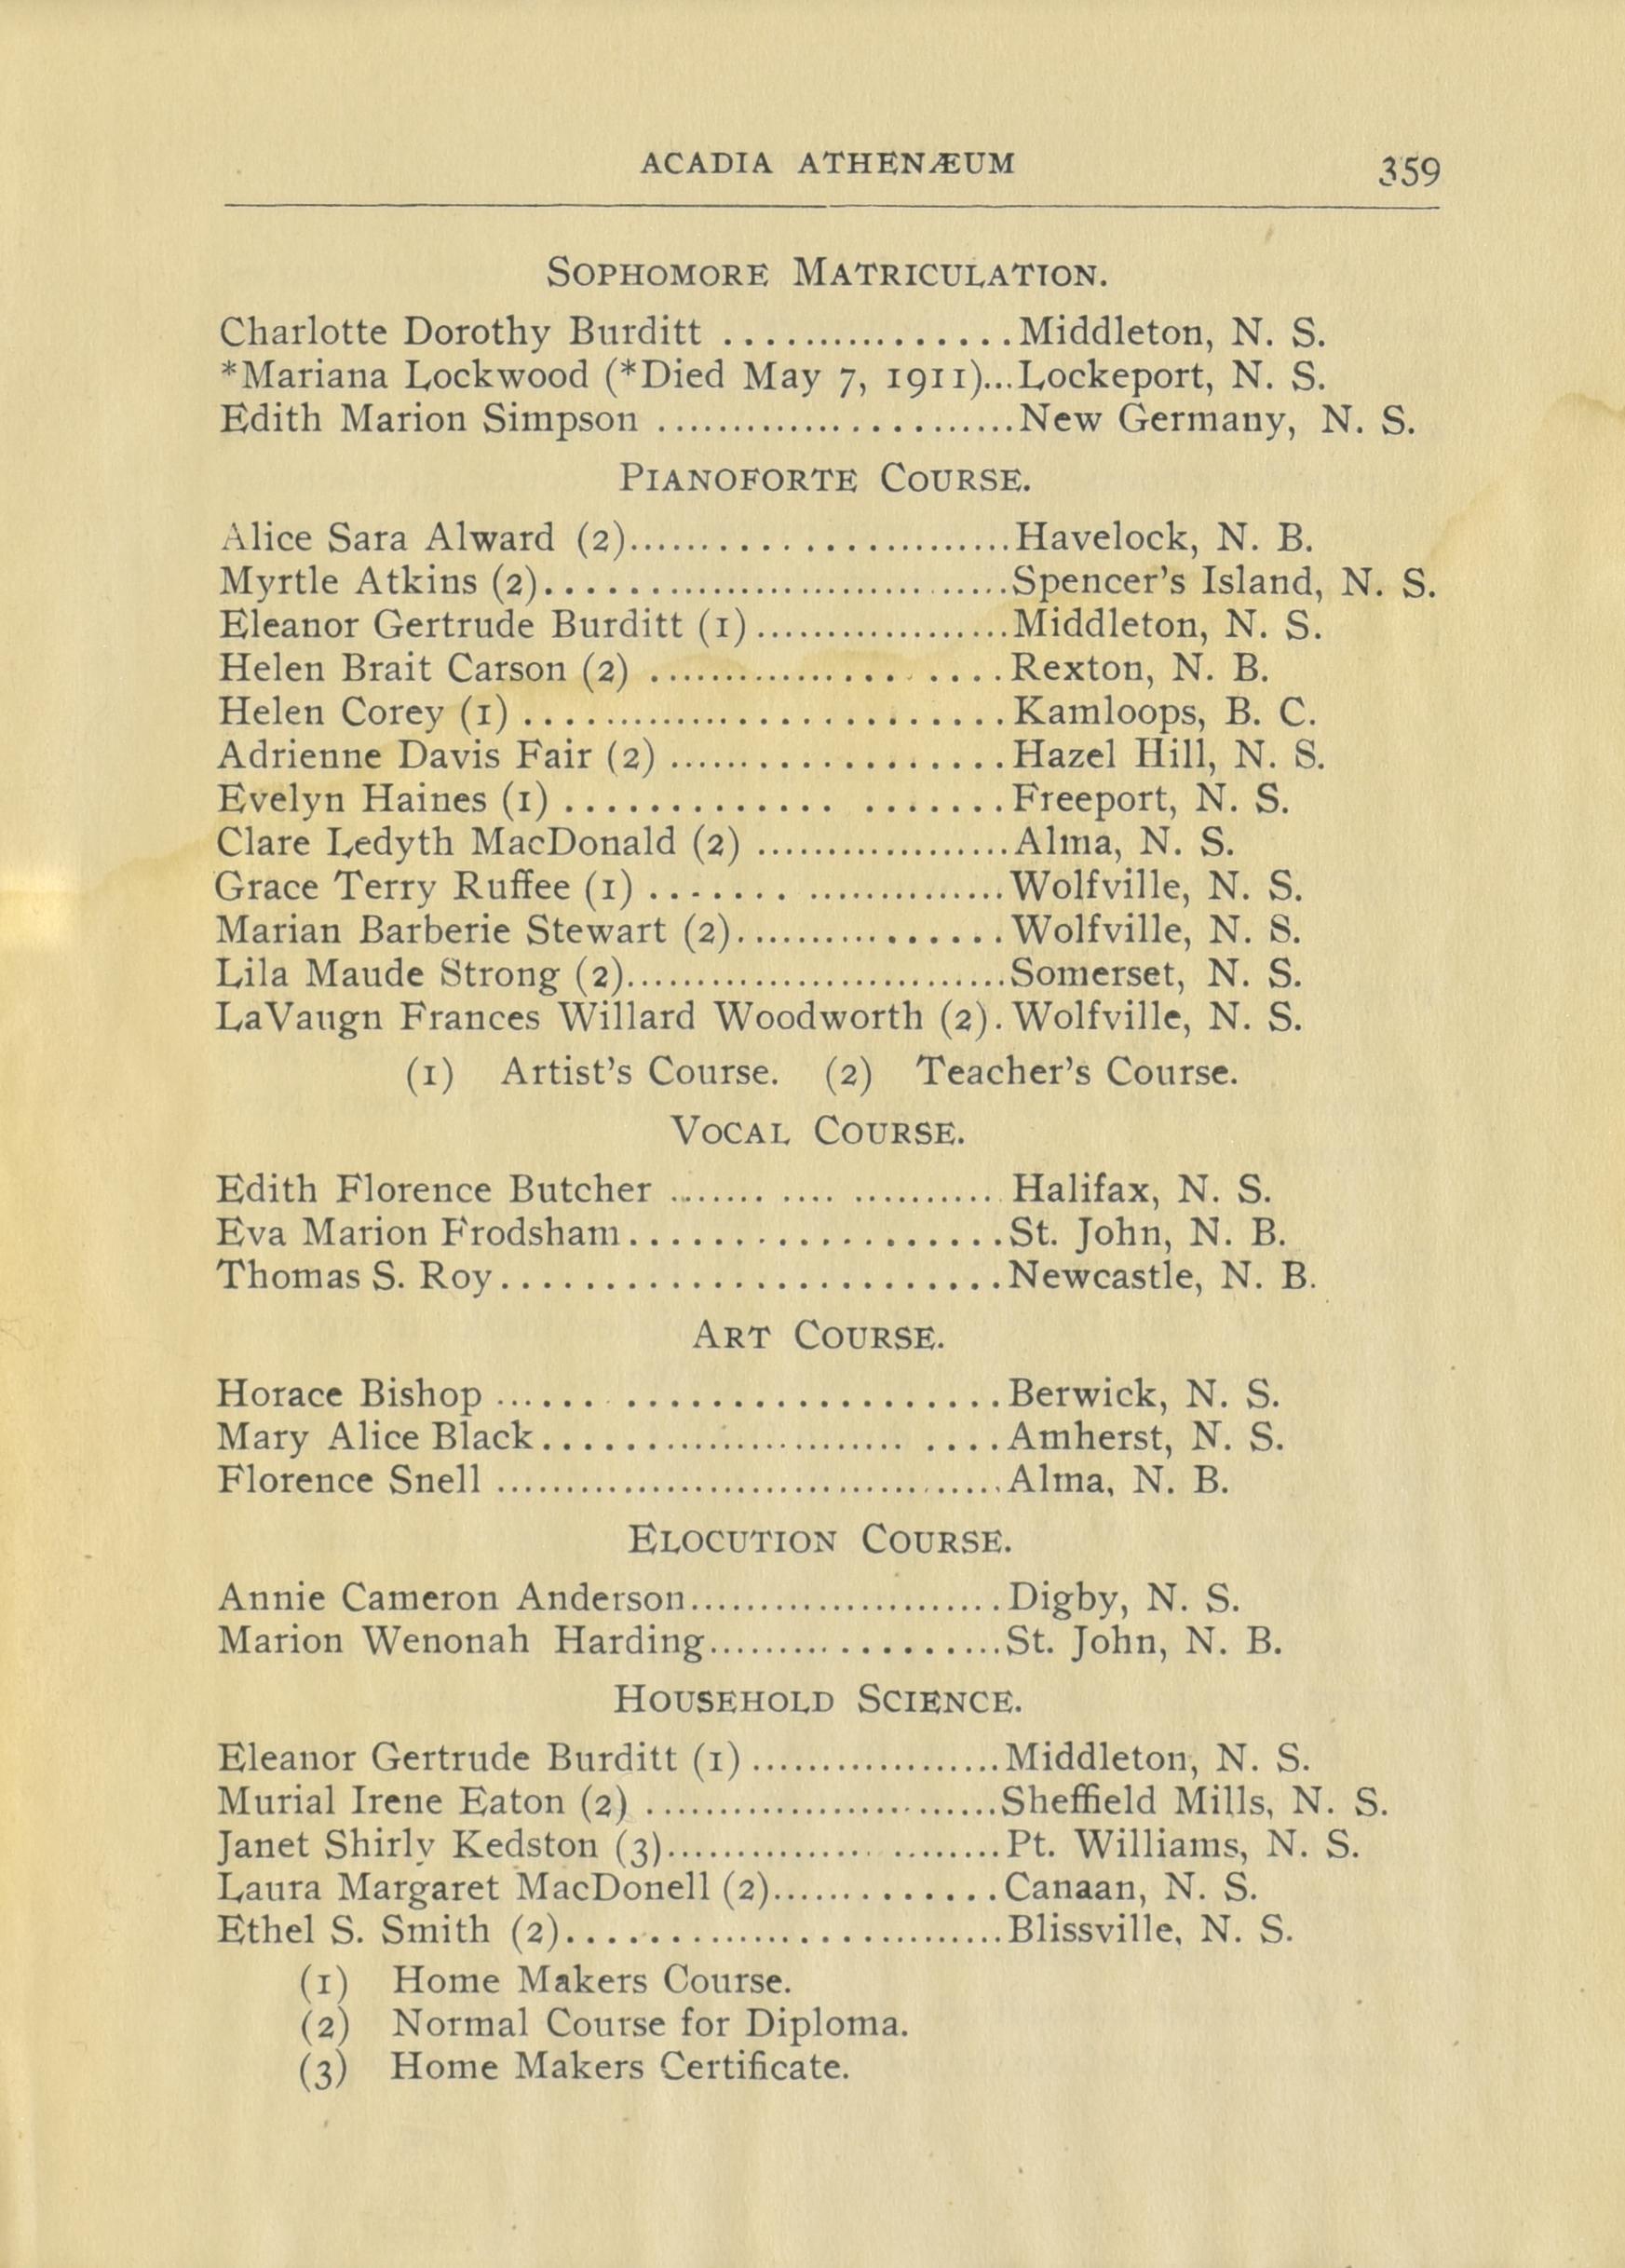 ACADIA ATHENÆUM 359
SOPHOMORE MATRICULATION.
Charlotte Dorothy Burditt ................Middleton, N. S.
*Mariana Lockwood (*Died May 7, 1911)...Lockeport, N. S.
Edith Marion Simpson .......................New Germany, N. S.
PIANOFORTE COURSE.
Alice Sara Alward (2)........................Havelock, N. B.
Myrtle Atkins (2)..............................Spencer's Island, N. S.
Eleanor Gertrude Burditt (1)..................Middleton, N. S.
Helen Brait Carson (2) .......................Rexton, N. B.
Helen Corey (1) ..............................Kamloops, B. C.
Adrienne Davis Fair (2) .....................Hazel Hill, N. S.
Evelyn Haines (1) ...........................Freeport, N. S.
Clare Ledyth MacDonald (2) ..................Alma, N. S.
Grace Terry Ruffee (1) ......................Wolfville, N. S.
Marian Barberie Stewart (2)..................Wolfville, N. S.
Lila Maude Strong (2)..........................Somerset, N. S.
LaVaugn Frances Willard Woodworth (2). Wolfville, N. S.
(1) Artist's Course. (2) Teacher's Course.
VOCAL COURSE.
Edith Florence Butcher ..................... Halifax, N. S.
Eva Marion Frodsham....................St. John, N. B.
Thomas S. Roy...........................Newcastle, N. B.
ART COURSE.
Horace Bishop ..............................Berwick, N. S.
Mary Alice Black.............................Amherst, N. S.
Florence Snell ..................................Alma, N. B.
ELOCUTION COURSE.
Annie Cameron Anderson......................Digby, N. S.
Marion Wenonah Harding...................St. John, N. B.
HOUSEHOLD SCIENCE.
Eleanor Gertrude Burditt (1) ..................Middleton, N. S.
Murial Irene Eaton (2) ........................Sheffield Mills, N. S.
Janet Shirly Kedston (3).......................Pt. Williams, N. S.
Laura Margaret MacDonell (2)..............Canaan, N. S.
Ethel S. Smith (2).............................Blissville, N. S.
(1) Home Makers Course.
(2) Normal Course for Diploma.
(3) Home Makers Certificate.